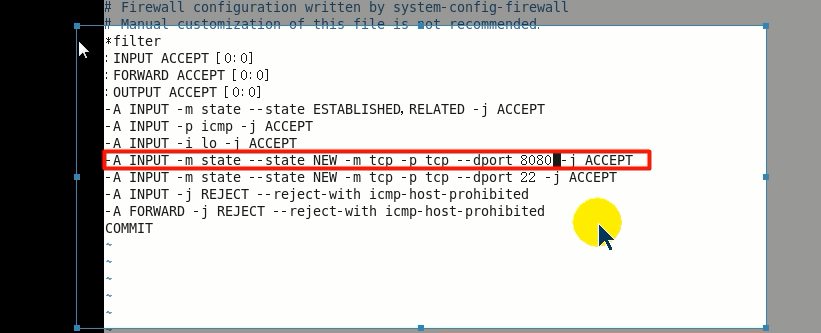 # Firewall configuration written by system-config-firewall
# Manual customization of this file is not recommended.
*filter
:INPUT ACCEPT [0:0]
:FORWARD ACCEPT [0:0]
:OUTPUT ACCEPT [0:0]
-A INPUT -m state --state ESTABLISHED,RELATED -j ACCEPT
-A INPUT -p icmp -j ACCEPT
-A INPUT -i lo -j ACCEPT
-A INPUT -m state --state NEW -m tcp -p tcp --dport 8080 -j ACCEPT
-A INPUT -m state --state NEW -m tcp -p tcp --dport 22 -j ACCEPT
-A INPUT -j REJECT --reject-with icmp-host-prohibited
-A FORWARD -j REJECT --reject-with icmp-host-prohibited
COMMIT
~
~
~
~
~
~